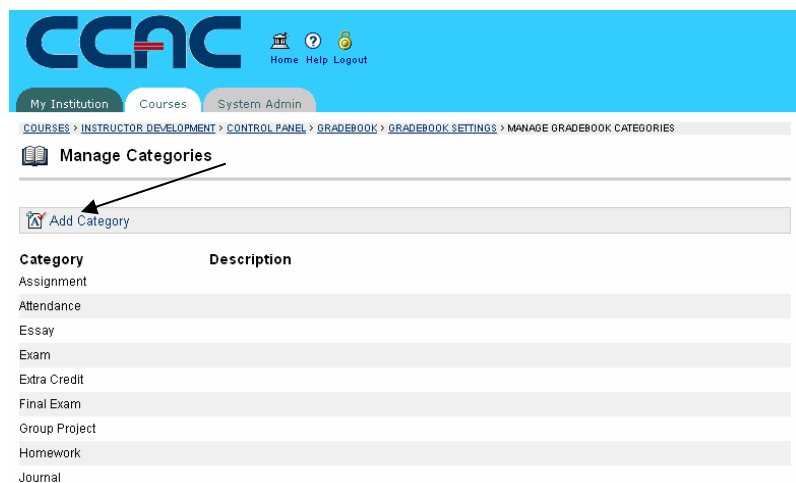 CCAC
Home Help Logout
My Institution Courses System Admin
COURSES > INSTRUCTOR DEVELOPMENT > CONTROL PANEL > GRADEBOOK > GRADEBOOK SETTINGS > MANAGE GRADEBOOK CATEGORIES
Manage Categories
Add Category
Category Description
Assignment
Attendance
Essay
Exam
Extra Credit
Final Exam
Group Project
Homework
Journal